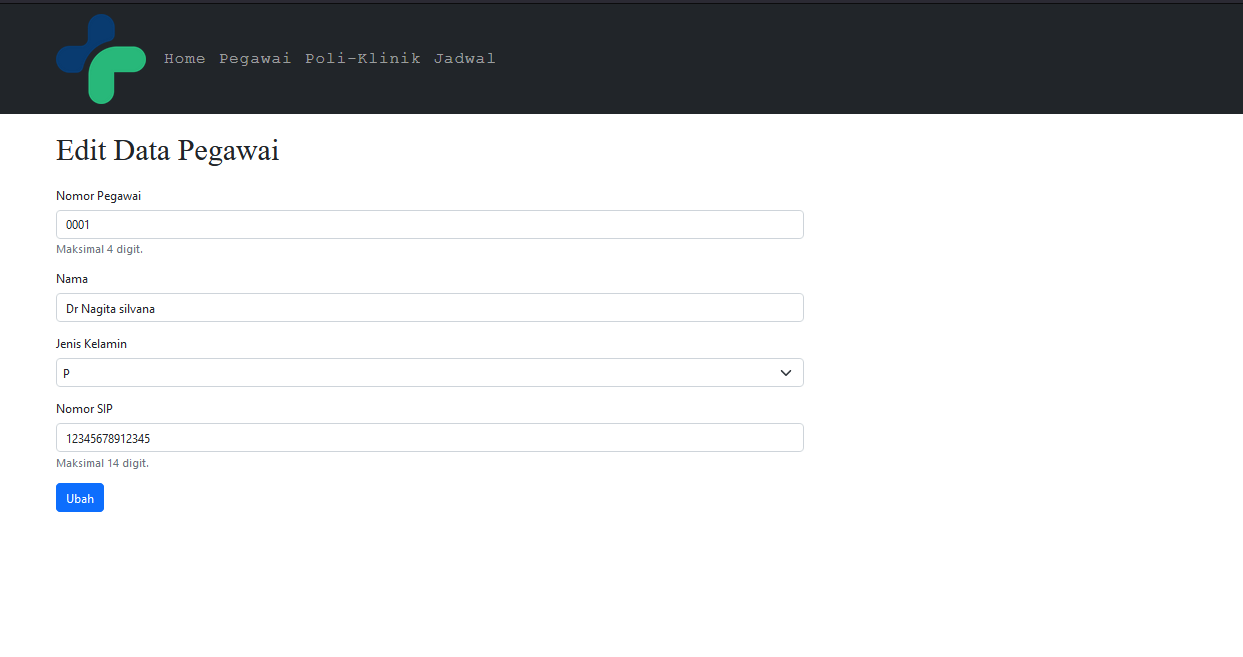 Home Pegawai Poli-Klinik Jadwal
Edit Data Pegawai
Nomor Pegawai
0001
Maksimal 4 digit.
Nama
Dr Nagita silvana
Jenis Kelamin
P
Nomor SIP
12345678912345
Maksimal 14 digit.
Ubah